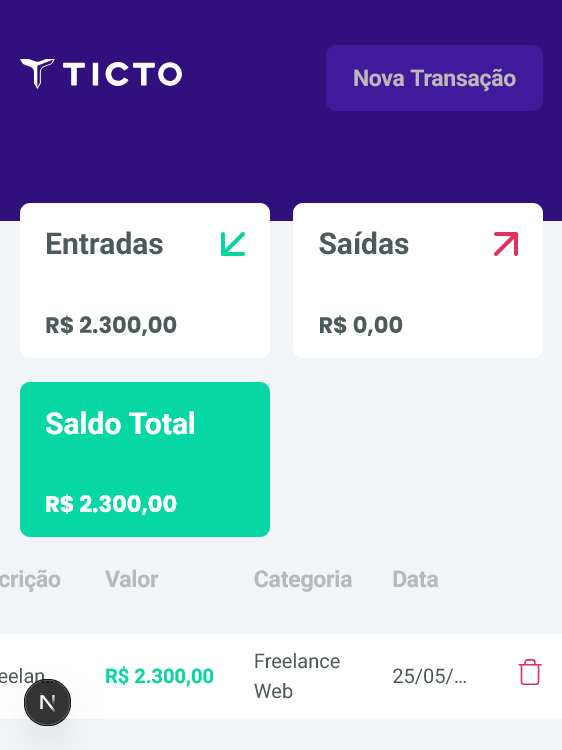 TICTO
Nova Transação
Entradas
Saídas
R$ 2.300,00
R$ 0,00
Saldo Total
R$ 2.300,00
crição Valor Categoria Data
eelan... R$ 2.300,00 Freelance 25/05/...
Web
N